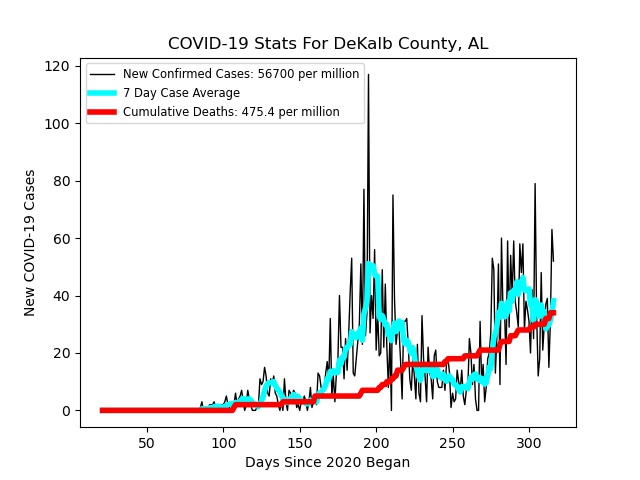 COVID-19 Stats For DeKalb County, AL
New Confirmed Cases: 56700 per million
7 Day Case Average
Cumulative Deaths: 475.4 per million
New COVID-19 Cases
120
100
80
60
40
20
0
50 100 150 200 250 300
Days Since 2020 Began